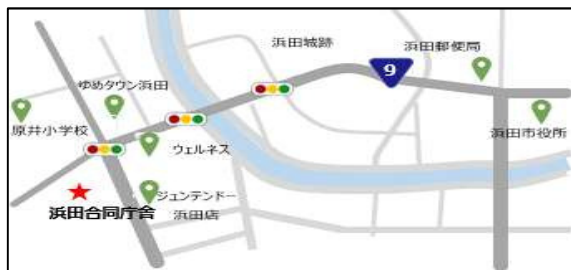 浜田城跡
浜田郵便局
9
ゆめタウン浜田
原井小学校
ウェルネス
浜田市役所
浜田合同庁舎
ジュンテンドー
浜田店